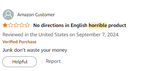 Amazon Customer
No directions in English horrible product
Reviewed in the United States on September 7, 2024
Verified Purchase
Junk don't waste your money
Helpful Report